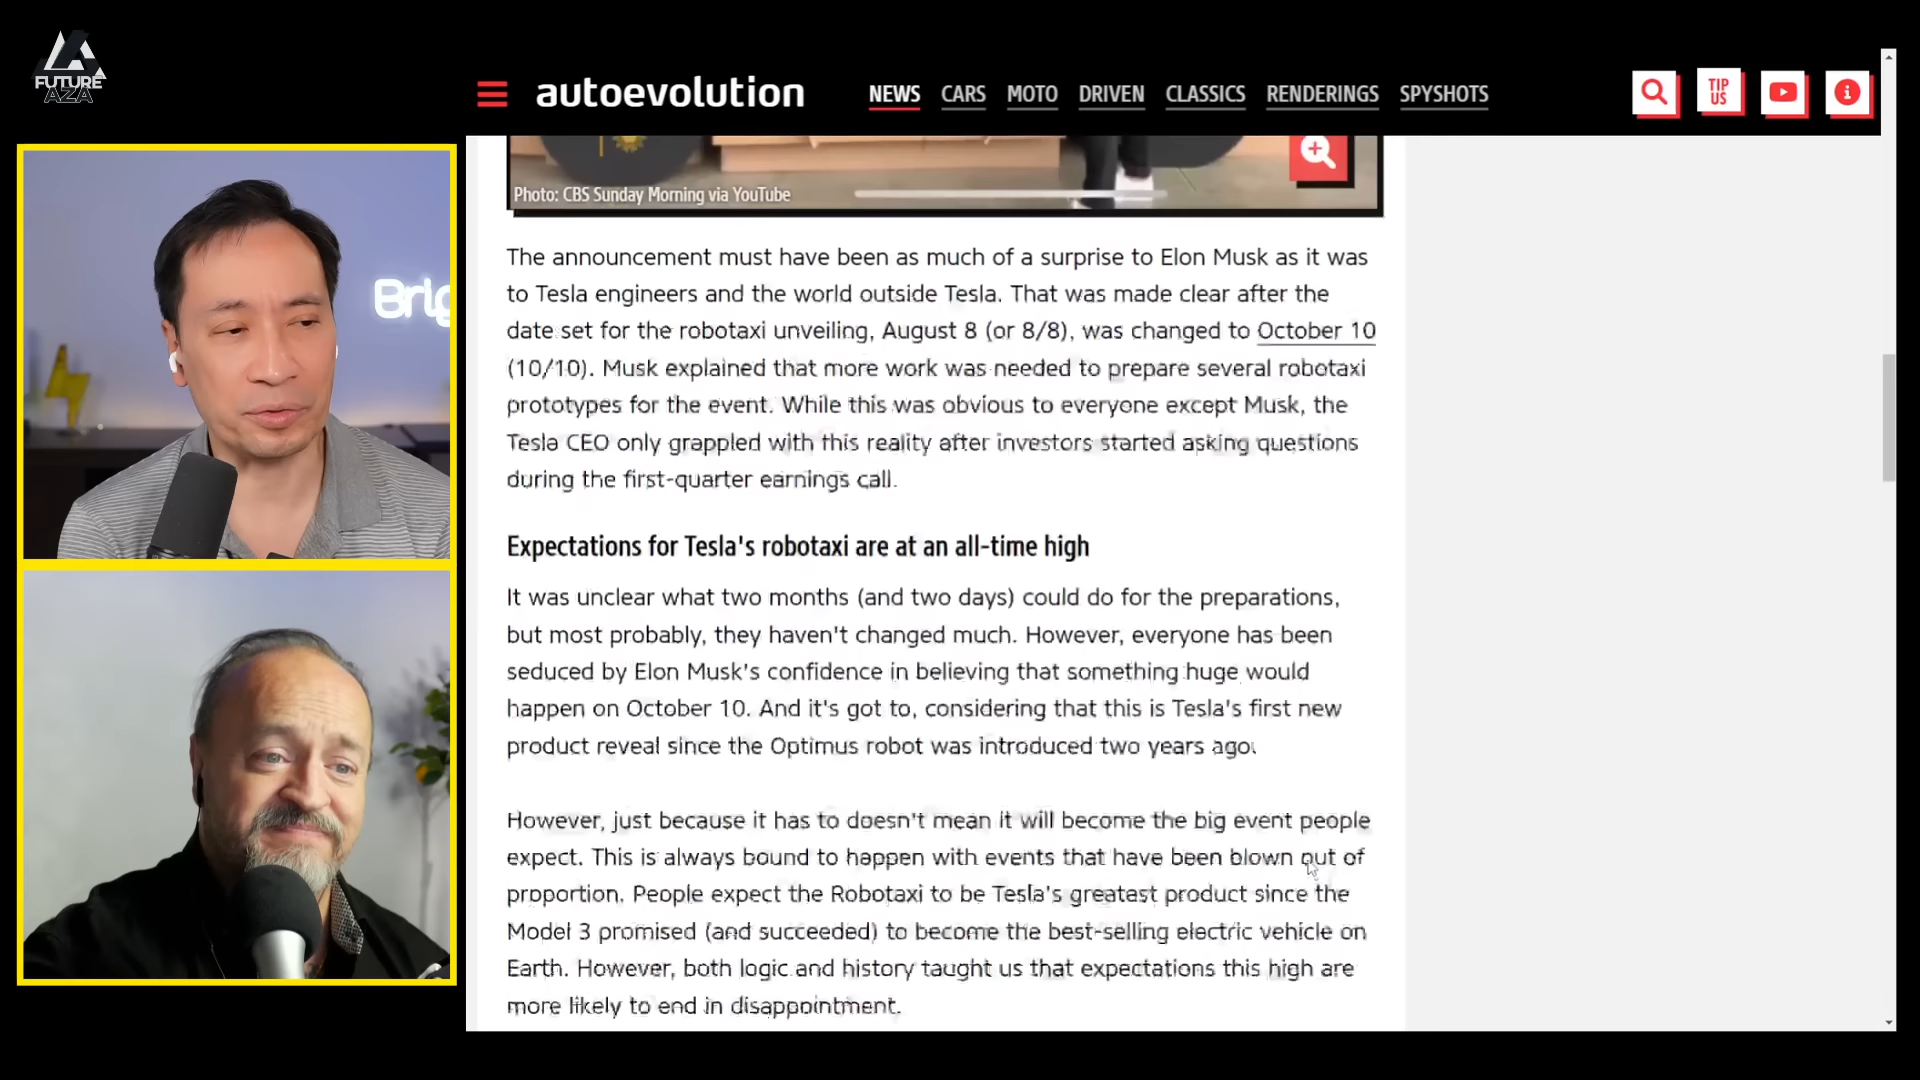 FUTURE
AZA
autoevolution
NEWS CARS MOTO DRIVEN CLASSICS RENDERINGS SPYSHOTS
TIP
US
Brig
Photo: CBS Sunday Morning via YouTube
The announcement must have been as much of a surprise to Elon Musk as it was
to Tesla engineers and the world outside Tesla. That was made clear after the
date set for the robotaxi unveiling, August 8 (or 8/8), was changed to October 10
(10/10). Musk explained that more work was needed to prepare several robotaxi
prototypes for the event. While this was obvious to everyone except Musk, the
Tesla CEO only grappled with this reality after investors started asking questions
during the first-quarter earnings call.
Expectations for Tesla's robotaxi are at an all-time high
It was unclear what two months (and two days) could do for the preparations,
but most probably, they haven't changed much. However, everyone has been
seduced by Elon Musk's confidence in believing that something huge would
happen on October 10. And it's got to, considering that this is Tesla's first new
product reveal since the Optimus robot was introduced two years ago.
However, just because it has to doesn't mean it will become the big event people
expect. This is always bound to happen with events that have been blown out of
proportion. People expect the Robotaxi to be Tesla's greatest product since the
Model 3 promised (and succeeded) to become the best-selling electric vehicle on
Earth. However, both logic and history taught us that expectations this high are
more likely to end in disappointment.